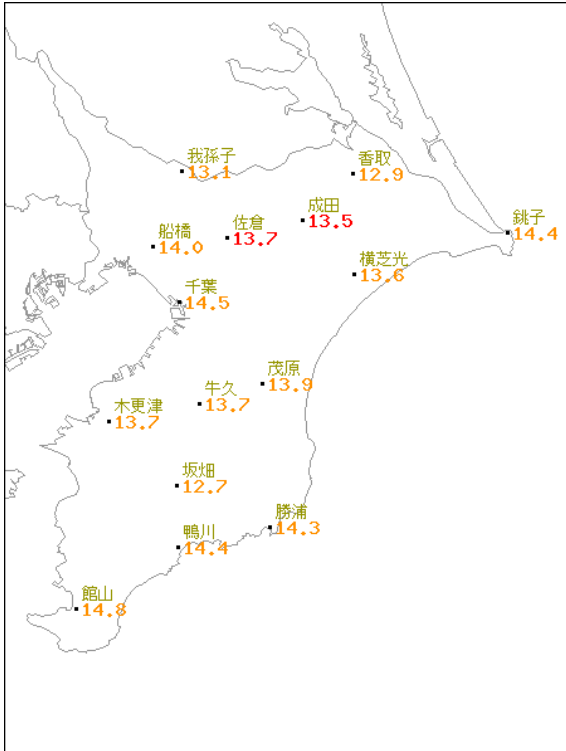 我孫子
13.1
香取
12.9
成田
13.5
佐倉
13.7
銚子
14.4
船橋
14.0
横芝光
13.6
千葉
14.5
茂原
13.9
牛久
13.7
木更津
13.7
坂畑
12.7
勝浦
14.3
鴨川
14.4
館山
14.8